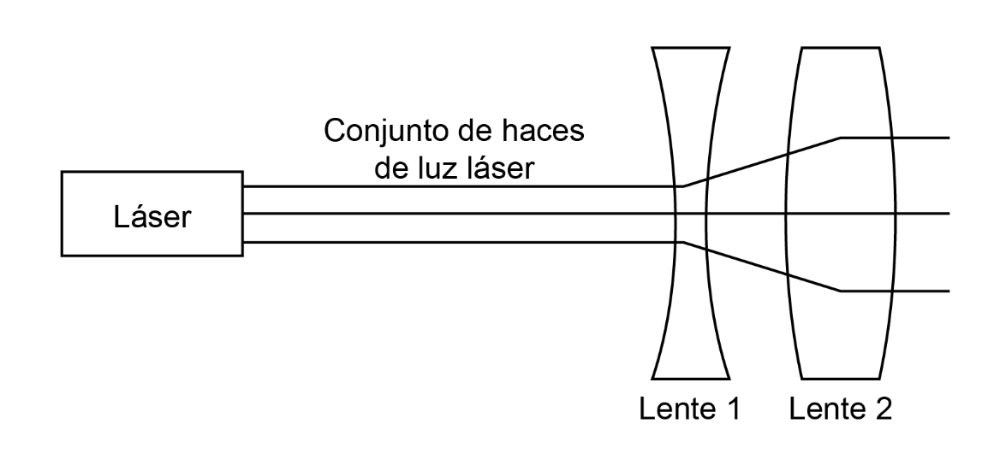 Conjunto de haces
de luz láser
Láser
Lente 1
Lente 2